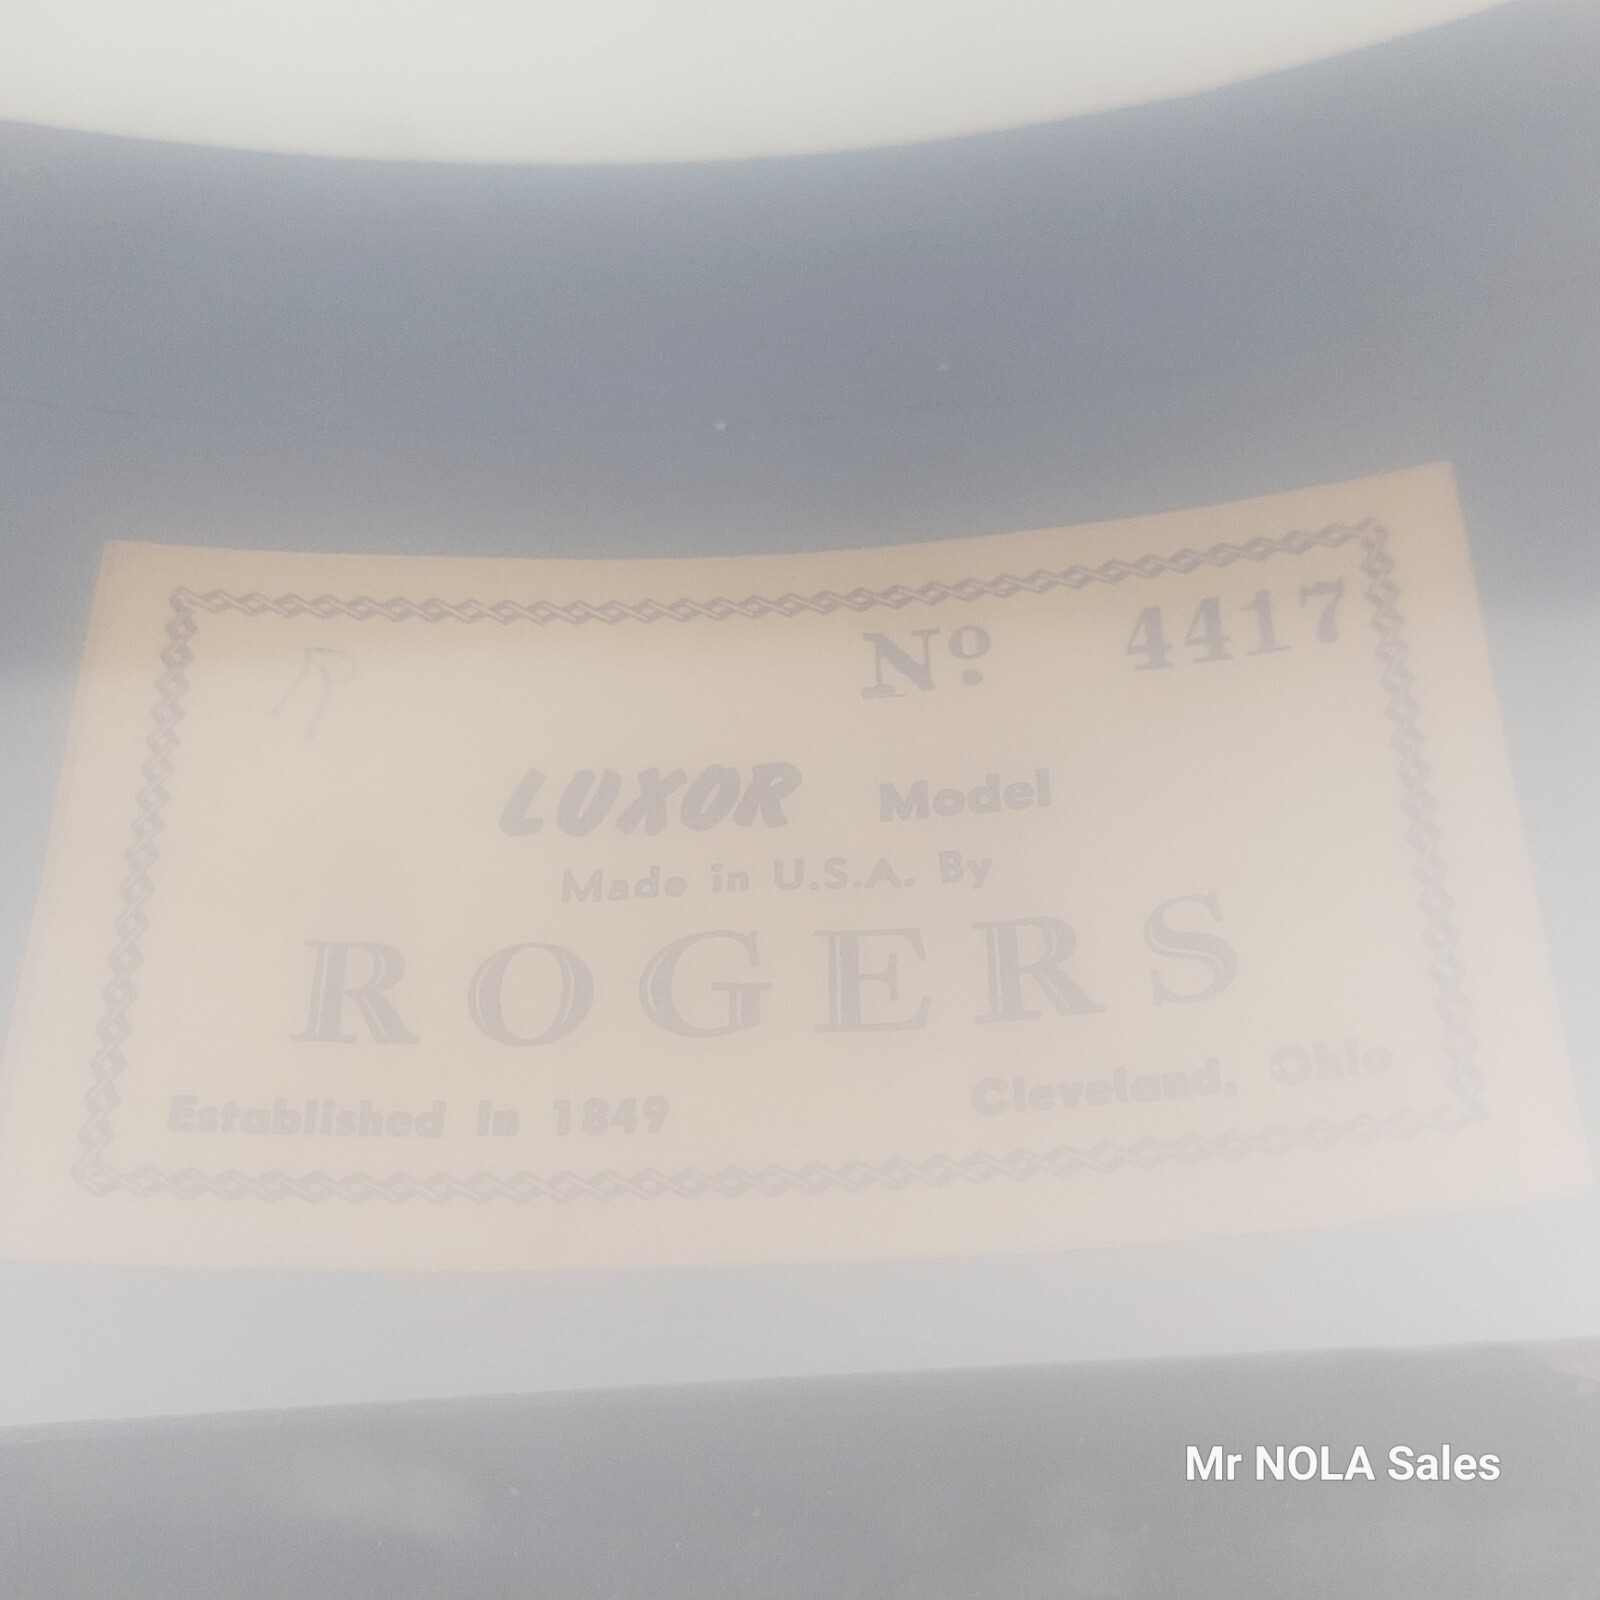 R
Nº 4417
LUXOR Model
Made in U.S.A. By
ROGERS
Established in 1849 Cleveland, Ohio
Mr NOLA Sales